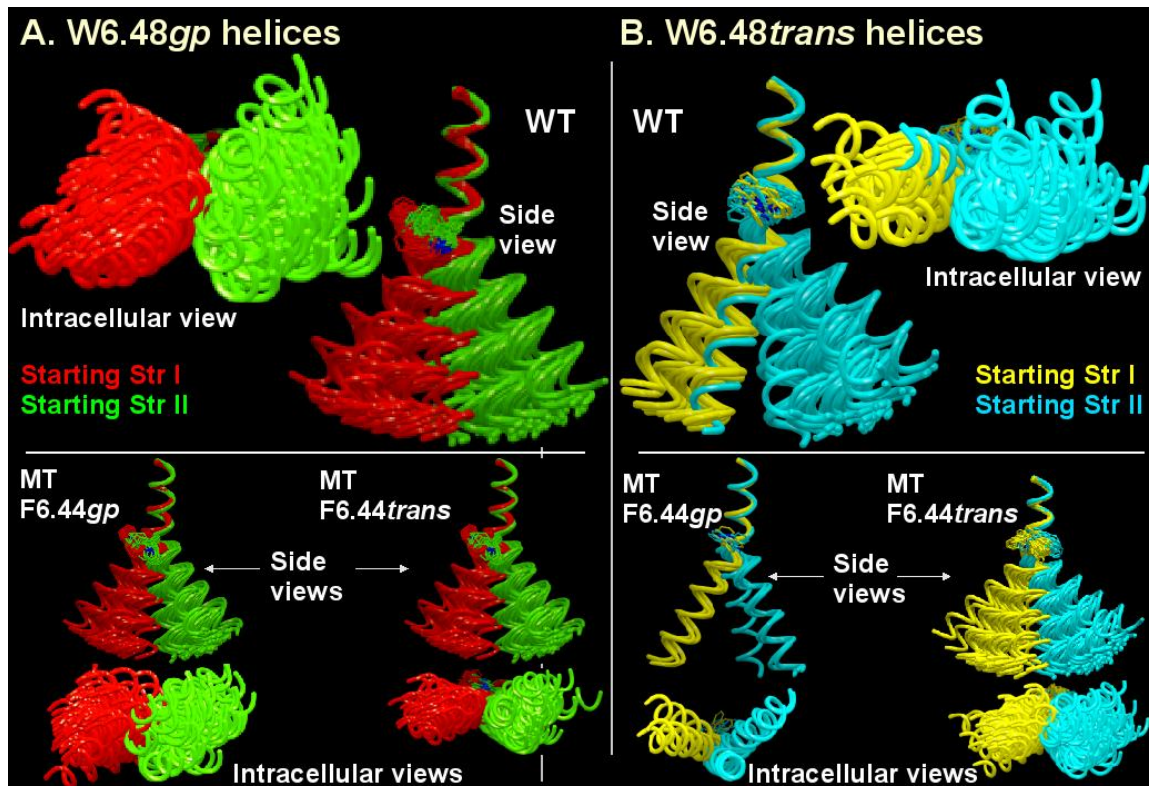 A. W6.48gp helices
WT
Side
view
Intracellular view
Starting Str I
Starting Str II
MT
F6.44gp
MT
F6.44trans
Side
views
Intracellular views
B. W6.48trans helices
WT
Side
view
Intracellular view
Starting Str I
Starting Str II
MT
F6.44gp
MT
F6.44trans
Side
views
Intracellular views